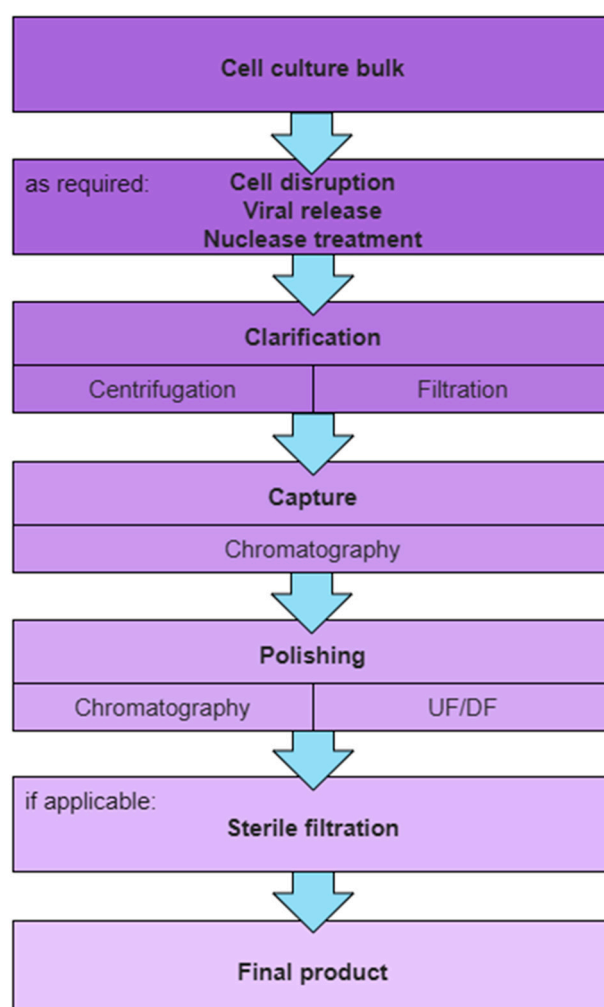 Cell culture bulk
as required: Cell disruption
Viral release
Nuclease treatment
Clarification
Centrifugation Filtration
Capture
Chromatography
Polishing
Chromatography UF/DF
if applicable:
Sterile filtration
Final product